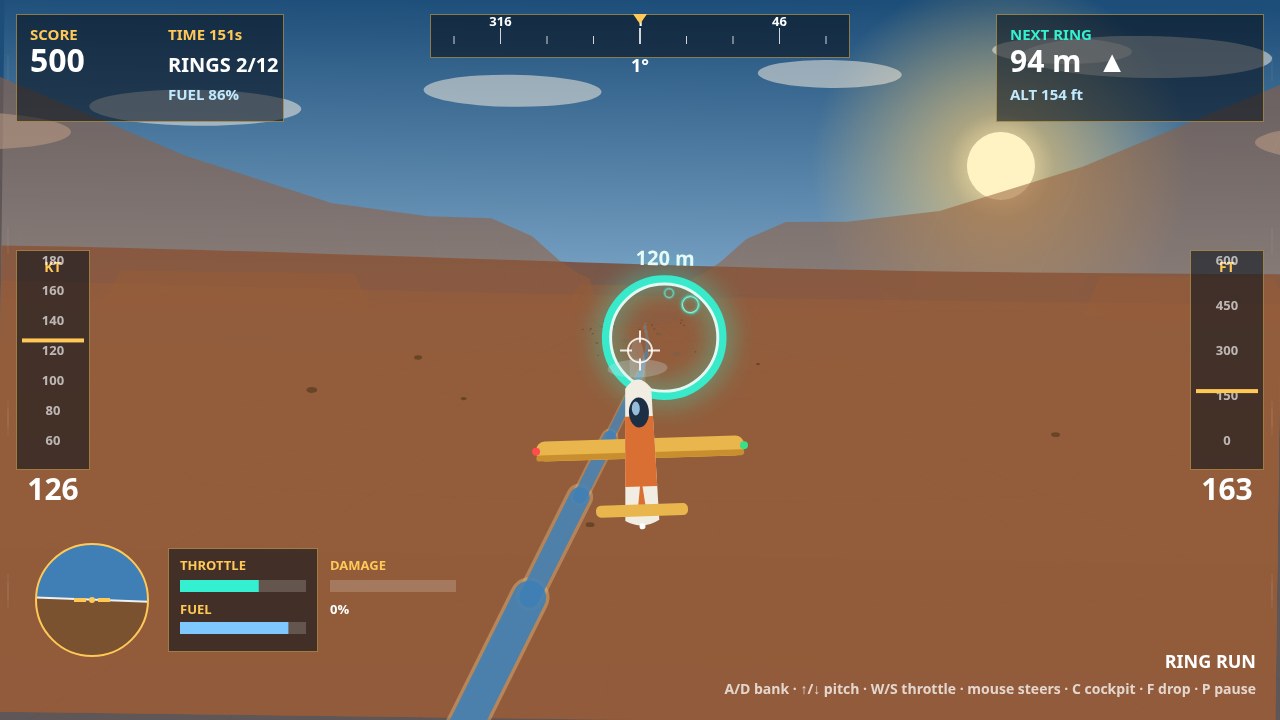 SCORE
500
TIME 151s
RINGS 2/12
FUEL 86%
316
46
1°
NEXT RING
94 m ▲
ALT 154 ft
120 m
KT
180
160
140
120
100
80
60
126
FT
600
450
300
150
0
163
THROTTLE
FUEL
DAMAGE
0%
RING RUN
A/D bank · ↑/↓ pitch · W/S throttle · mouse steers · C cockpit · F drop · P pause